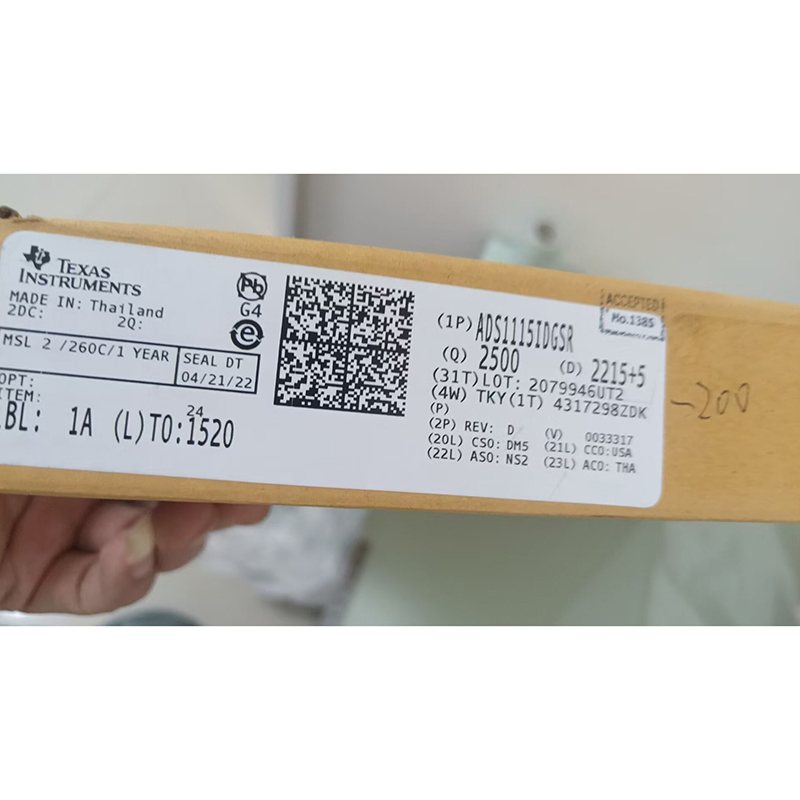 TEXAS
INSTRUMENTS
MADE IN: Thailand
2DC: 2Q:
MSL 2 /260C/1 YEAR
SEAL DT
04/21/22
OPT:
ITEM:
LBL: 1A (L)TO:1520
24
Pb
G4
e
(1P) ADS1115IDGSR
(Q) 2500 (D) 2215+5
(31T)LOT: 2079946UT2
(4W) TKY(1T) 4317298ZDK
(P)
(2P) REV: D (V) 0033317
(20L) CSO: DM5 (21L) CCO:USA
(22L) ASO: NS2 (23L) ACO: THA
ACCEPTED
No.1385
-200